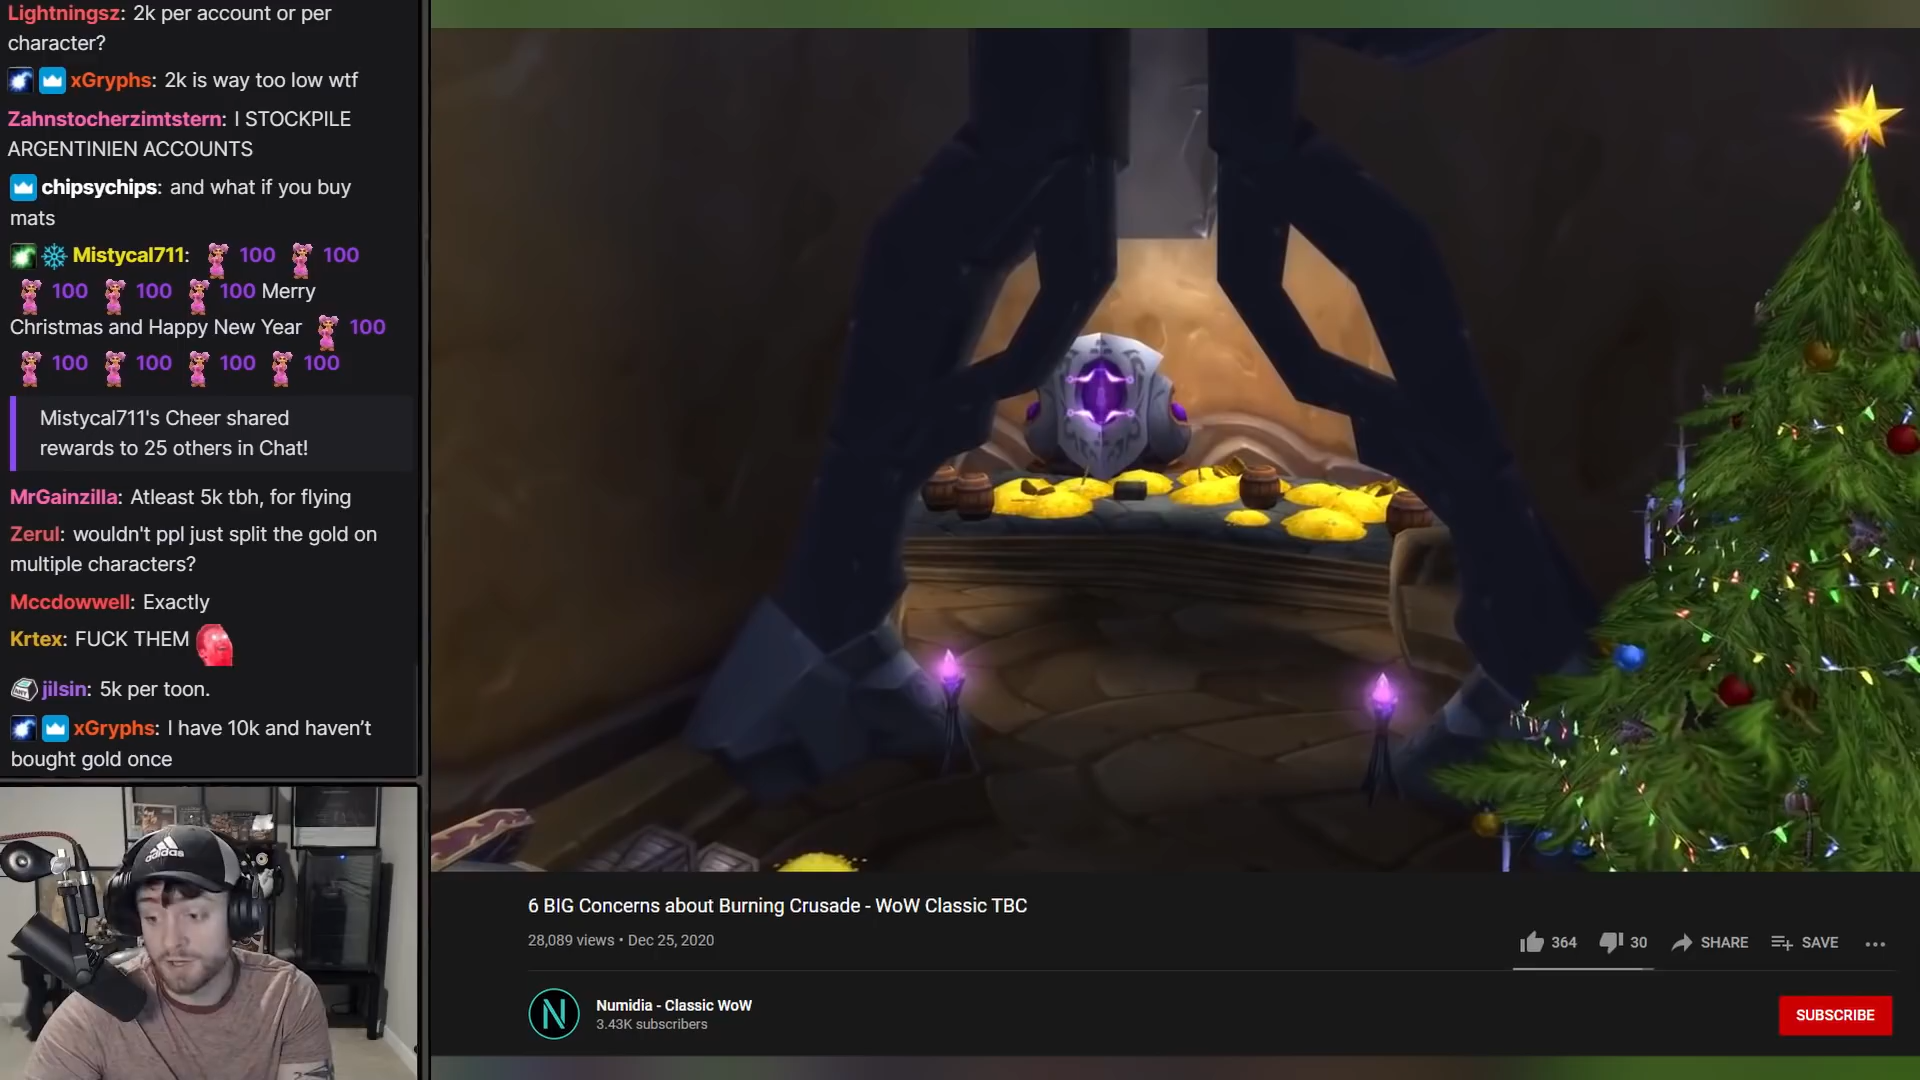 Lightningsz: 2k per account or per
character?
xGryphs: 2k is way too low wtf
Zahnstocherzimtstern: I STOCKPILE
ARGENTINIEN ACCOUNTS
chipsychips: and what if you buy
mats
Mistycal711: 100 100
100 100 100 Merry
Christmas and Happy New Year 100
100 100 100 100
Mistycal711's Cheer shared
rewards to 25 others in Chat!
MrGainzilla: Atleast 5k tbh, for flying
Zerul: wouldn't ppl just split the gold on
multiple characters?
Mccdowwell: Exactly
Krtex: FUCK THEM
jilsin: 5k per toon.
xGryphs: I have 10k and haven’t
bought gold once
adidas
6 BIG Concerns about Burning Crusade - WoW Classic TBC
28,089 views • Dec 25, 2020
364 30 SHARE SAVE
N
Numidia - Classic WoW
3.43K subscribers
SUBSCRIBE